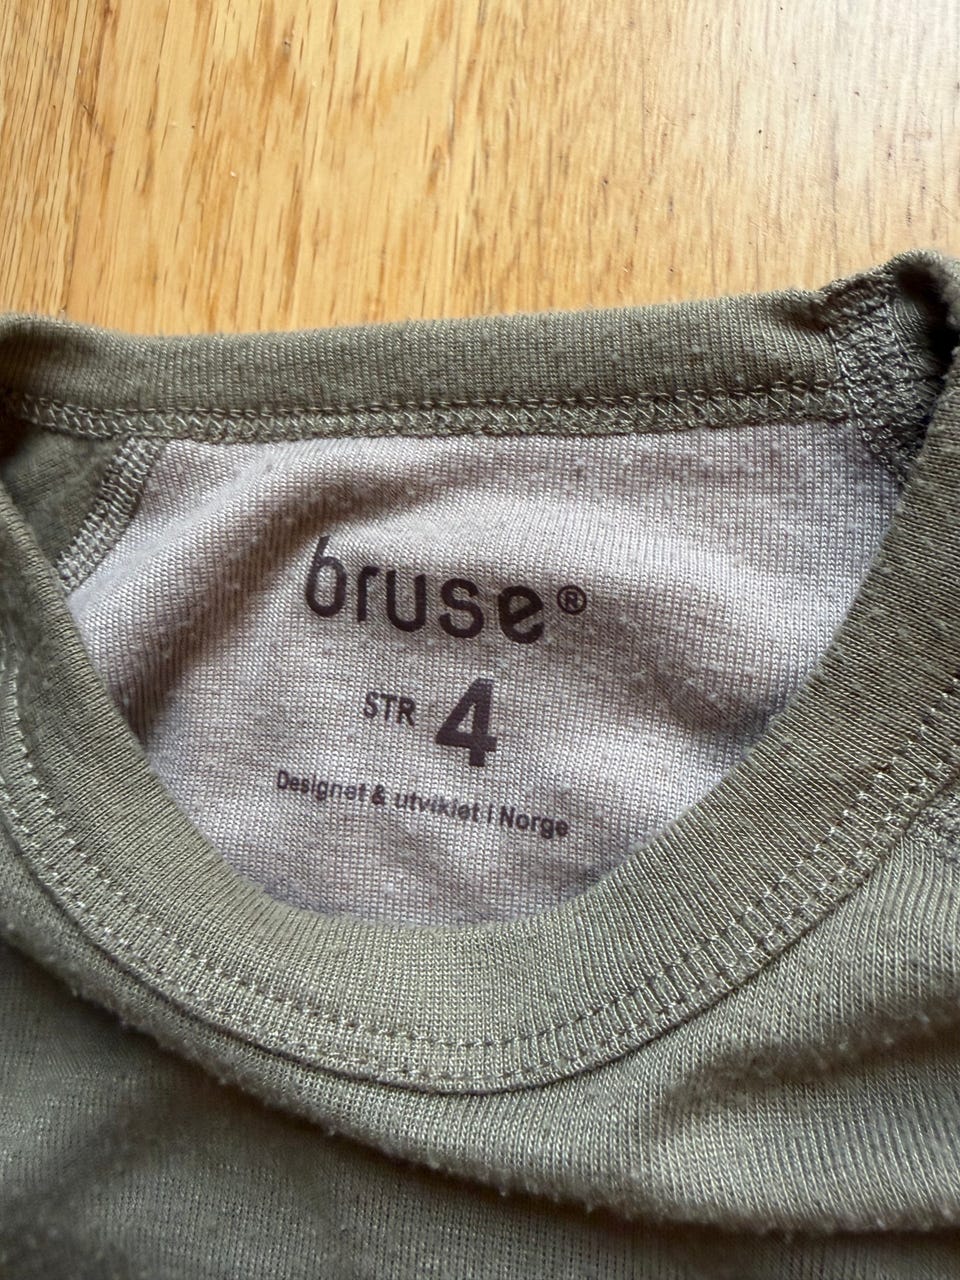 bruse®
STR 4
Designet & utviklet i Norge